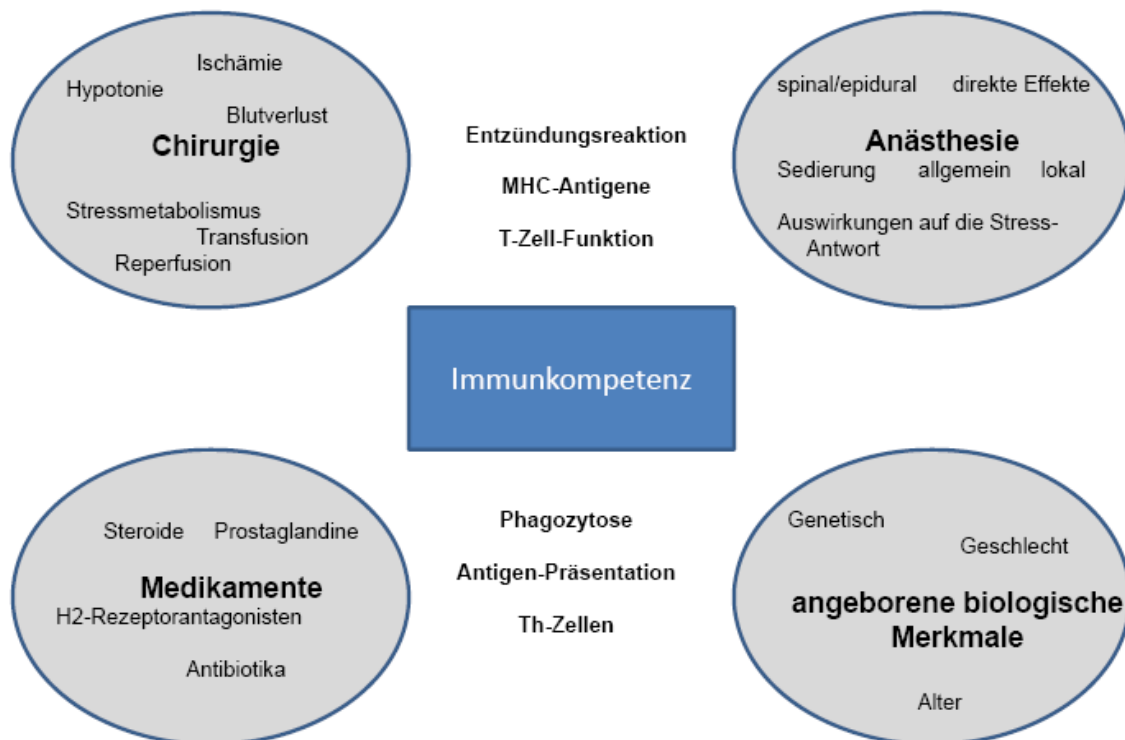 Ischämie
Hypotonie
Blutverlust
Chirurgie
Stressmetabolismus
Transfusion
Reperfusion
Entzündungsreaktion
MHC-Antigene
T-Zell-Funktion
spinal/epidural direkte Effekte
Anästhesie
Sedierung allgemein lokal
Auswirkungen auf die Stress-
Antwort
Immunkompetenz
Steroide Prostaglandine
Medikamente
H2-Rezeptorantagonisten
Antibiotika
Phagozytose
Antigen-Präsentation
Th-Zellen
Genetisch
Geschlecht
angeborene biologische
Merkmale
Alter